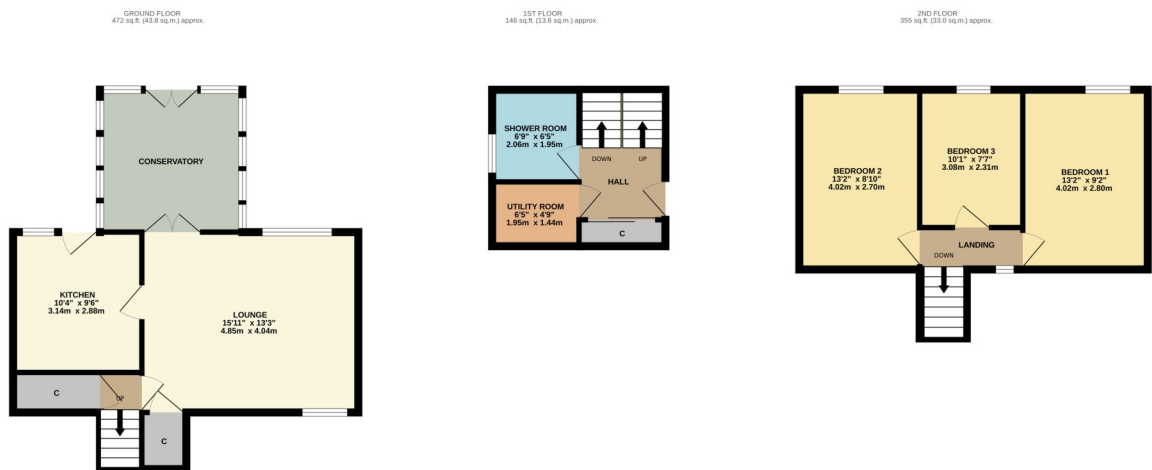 GROUND FLOOR
472 sq.ft. (43.8 sq.m.) approx.
CONSERVATORY
KITCHEN
10'4" x 9'6"
3.14m x 2.88m
LOUNGE
15'11" x 13'3"
4.85m x 4.04m
C
UP
C
1ST FLOOR
146 sq.ft. (13.6 sq.m.) approx.
SHOWER ROOM
6'9" x 6'5"
2.06m x 1.95m
DOWN
UP
HALL
UTILITY ROOM
6'5" x 4'9"
1.95m x 1.44m
C
2ND FLOOR
355 sq.ft. (33.0 sq.m.) approx.
BEDROOM 2
13'2" x 8'10"
4.02m x 2.70m
BEDROOM 3
10'1" x 7'7"
3.08m x 2.31m
BEDROOM 1
13'2" x 9'2"
4.02m x 2.80m
LANDING
DOWN